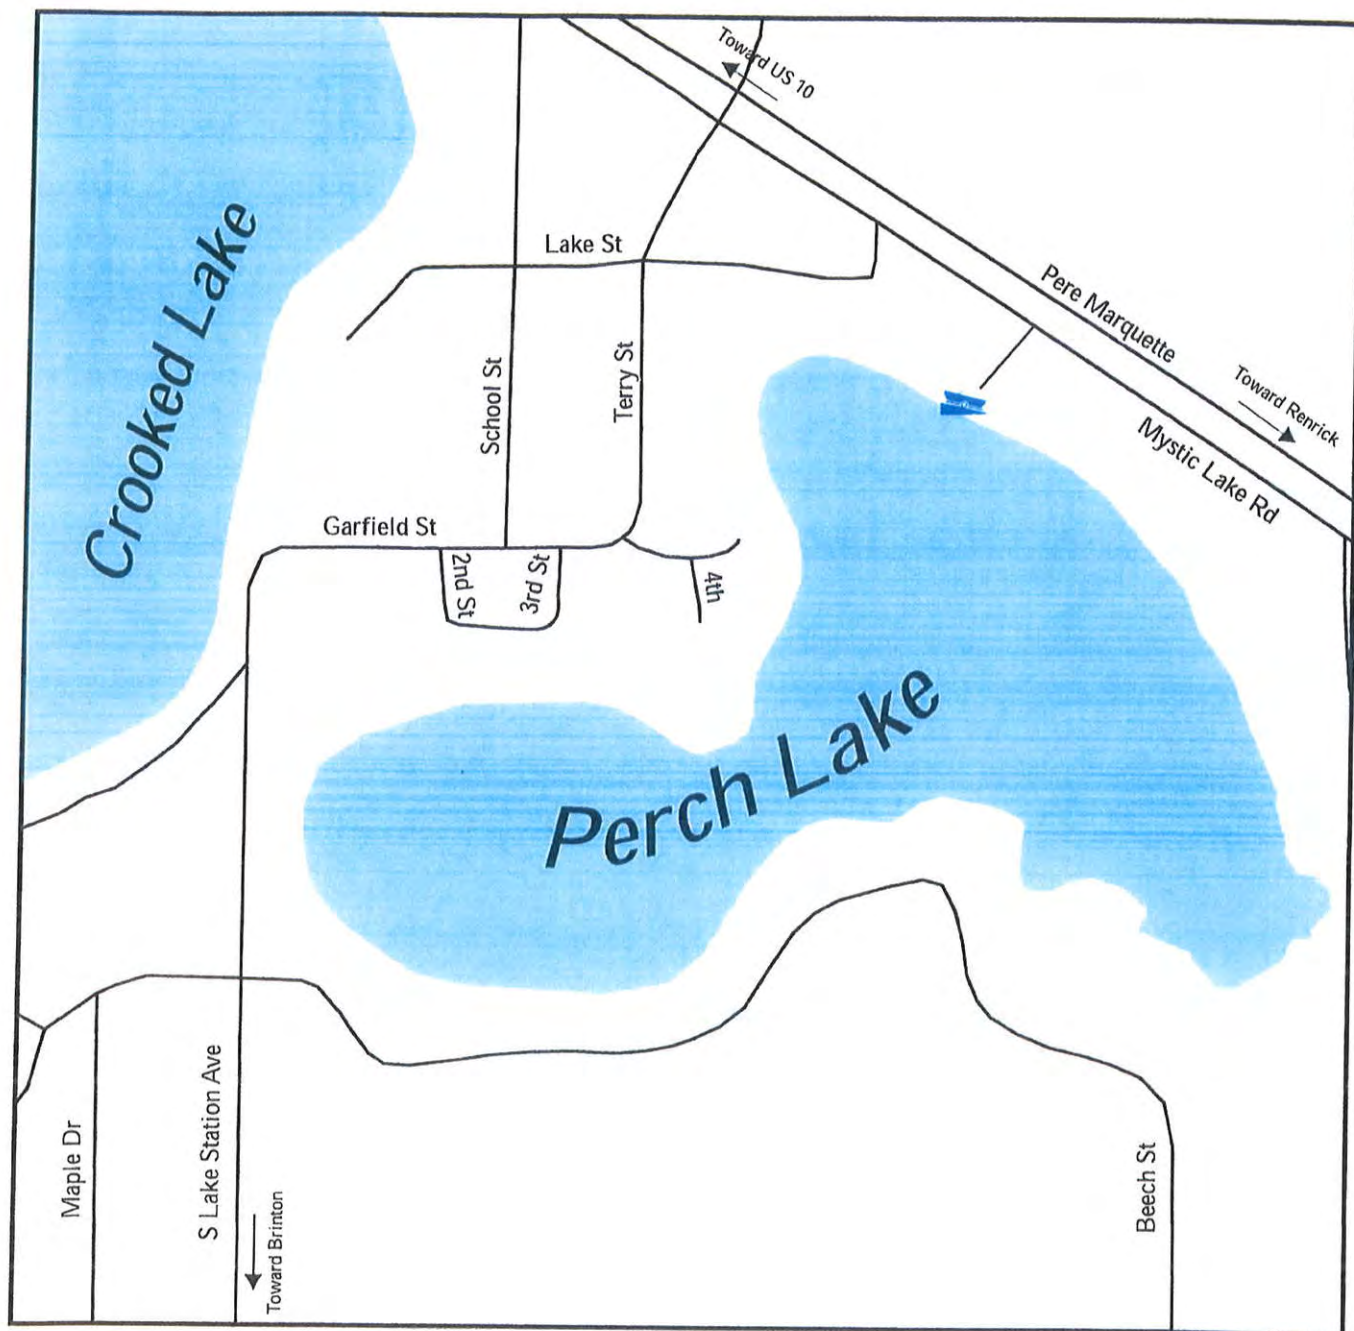 Toward US 10
Lake St
Crooked Lake
Pere Marquette
School St
Terry St
Toward Renrick
Mystic Lake Rd
Garfield St
2nd St
3rd St
4th
Perch Lake
Maple Dr
S Lake Station Ave
Toward Brinton
Beech St